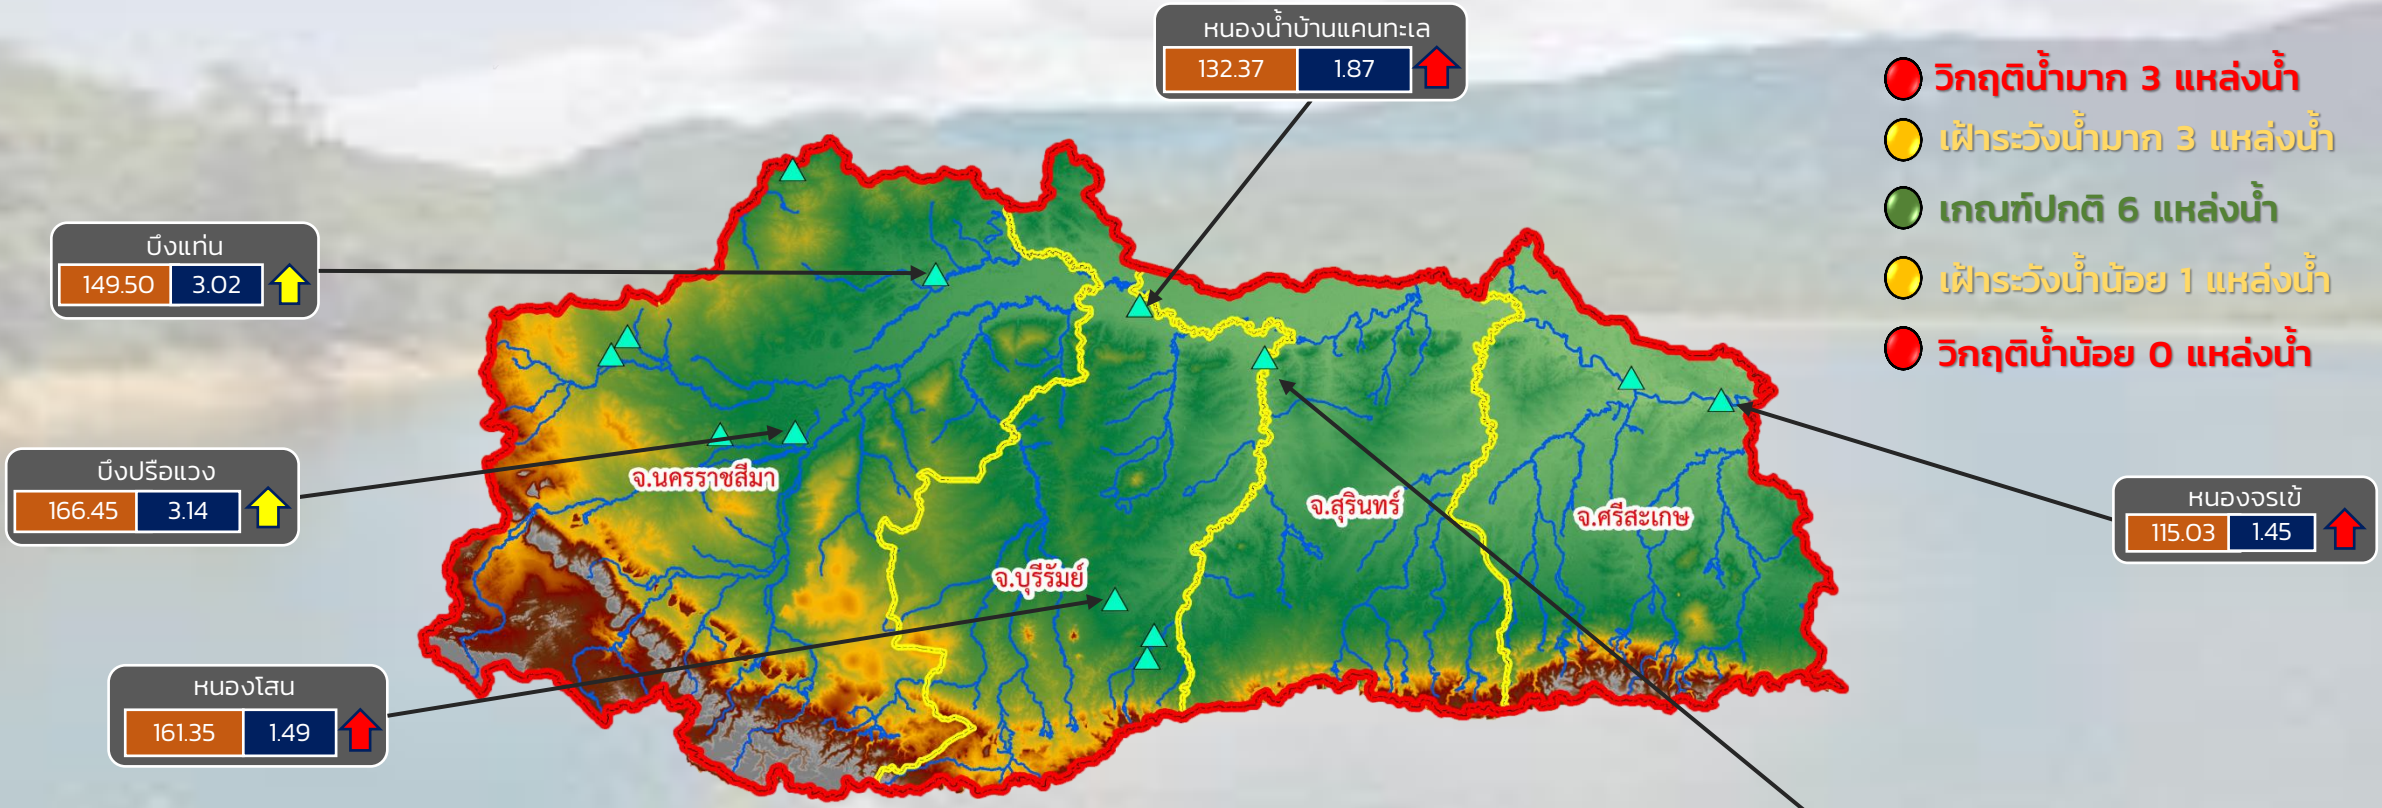 หนองน้ำบ้านแคนทะเล
132.37 1.87
วิกฤติน้ำมาก 3 แหล่งน้ำ
เฝ้าระวังน้ำมาก 3 แหล่งน้ำ
เกณฑ์ปกติ 6 แหล่งน้ำ
เฝ้าระวังน้ำน้อย 1 แหล่งน้ำ
วิกฤติน้ำน้อย 0 แหล่งน้ำ
บึงแท่น
149.50 3.02
บึงปรือแวง
166.45 3.14
หนองโสน
161.35 1.49
จ.นครราชสีมา
จ.บุรีรัมย์
จ.สุรินทร์
จ.ศรีสะเกษ
หนองจรเข้
115.03 1.45